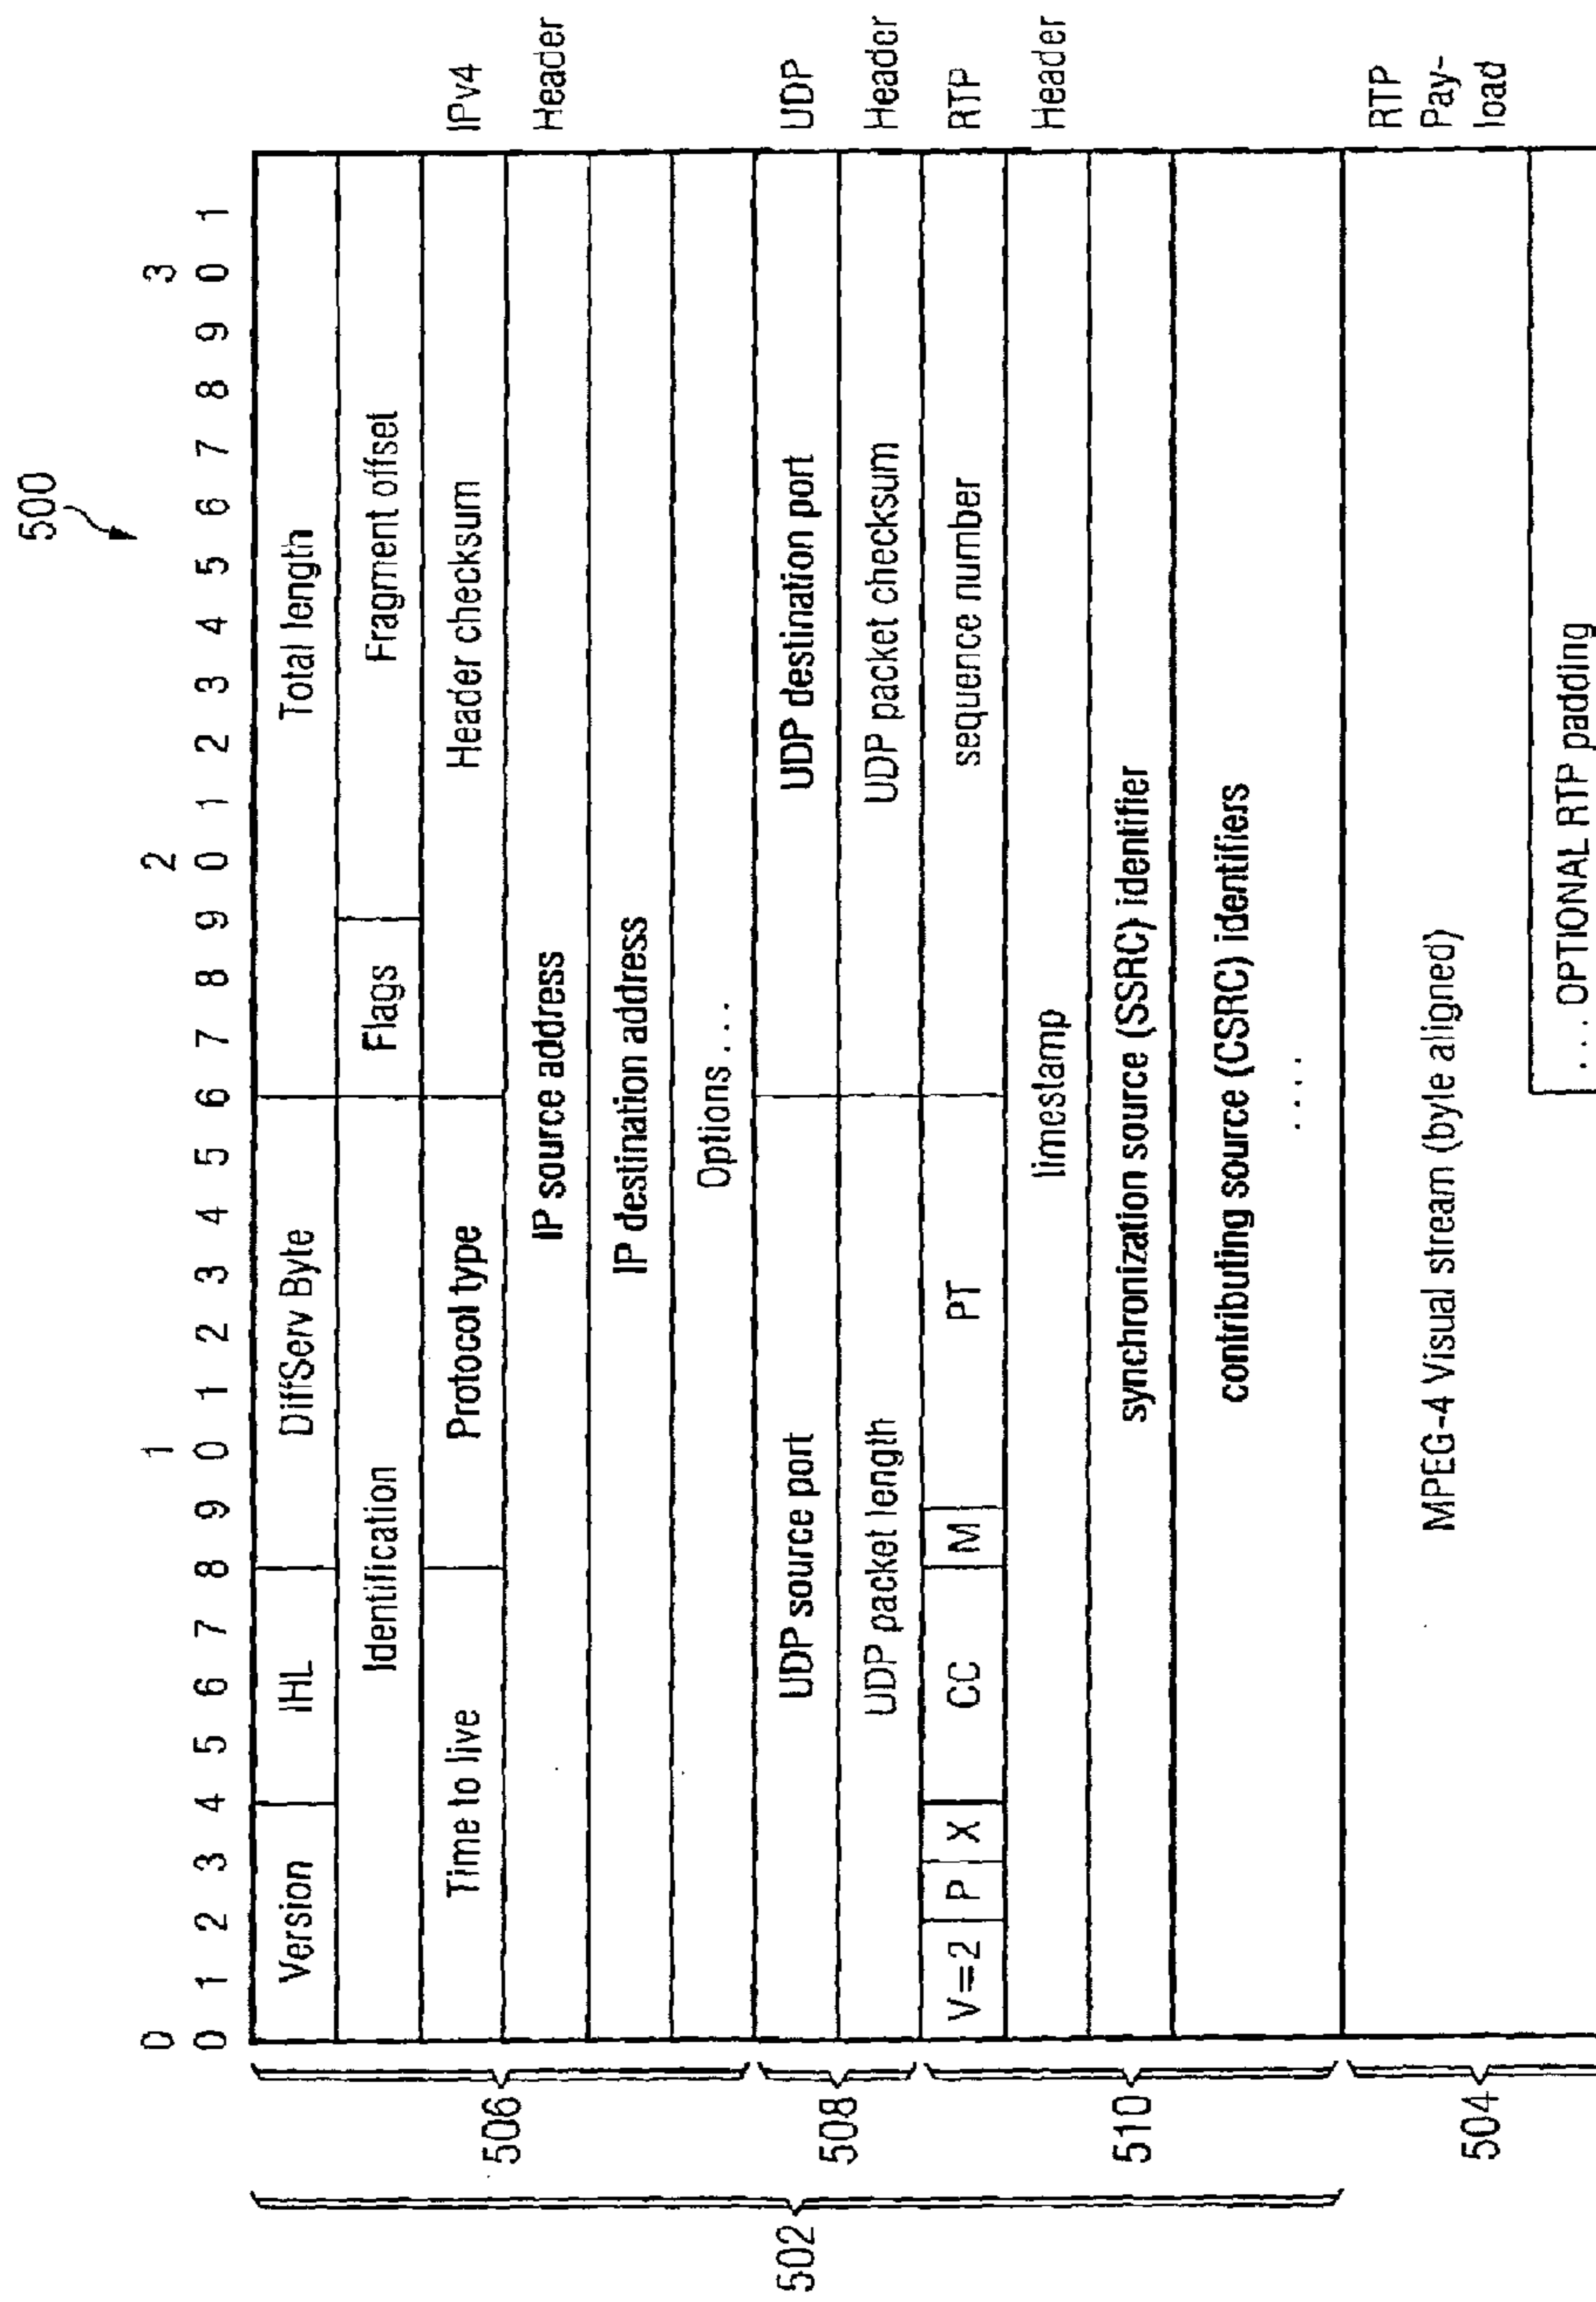 500
0 1 2 3
0 1 2 3 4 5 6 7 8 9 0 1 2 3 4 5 6 7 8 9 0 1 2 3 4 5 6 7 8 9 0 1
Version IHL DiffServ Byte Total length
Identification Flags Fragment offset
Time to live Protocol type Header checksum IPv4
506 IP source address Header
IP destination address
Options ...
502 UDP source port UDP destination port UDP
508 UDP packet length UDP packet checksum Header
V=2 P X CC M PT sequence number RTP
timestamp Header
510 synchronization source (SSRC) identifier
contributing source (CSRC) identifiers
....
RTP
MPEG-4 Visual stream (byte aligned) Pay-
504 load
...OPTIONAL RTP padding